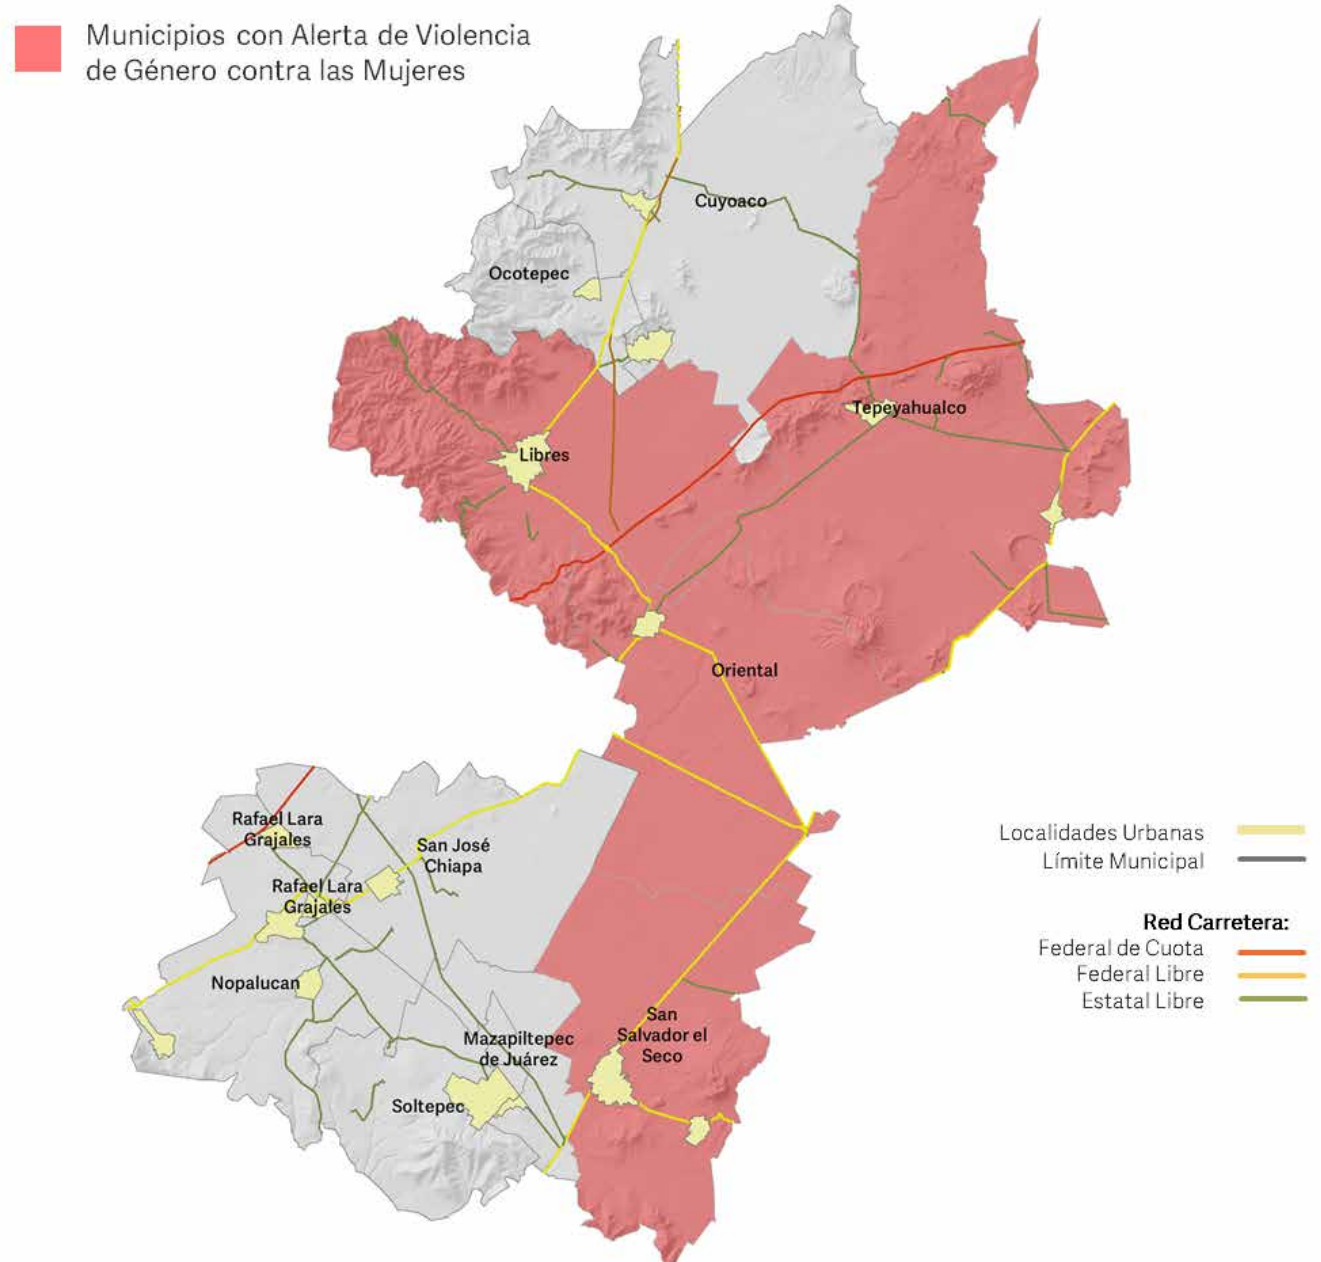 Municipios con Alerta de Violencia
de Género contra las Mujeres
Cuyoaco
Ocotepec
Tepeyahualco
Libres
Oriental
Rafael Lara
Grajales
San José
Chiapa
Rafael Lara
Grajales
Nopalucan
San
Salvador el
Seco
Mazapiltepec
de Juárez
Soltepec
Localidades Urbanas
Límite Municipal
Red Carretera:
Federal de Cuota
Federal Libre
Estatal Libre